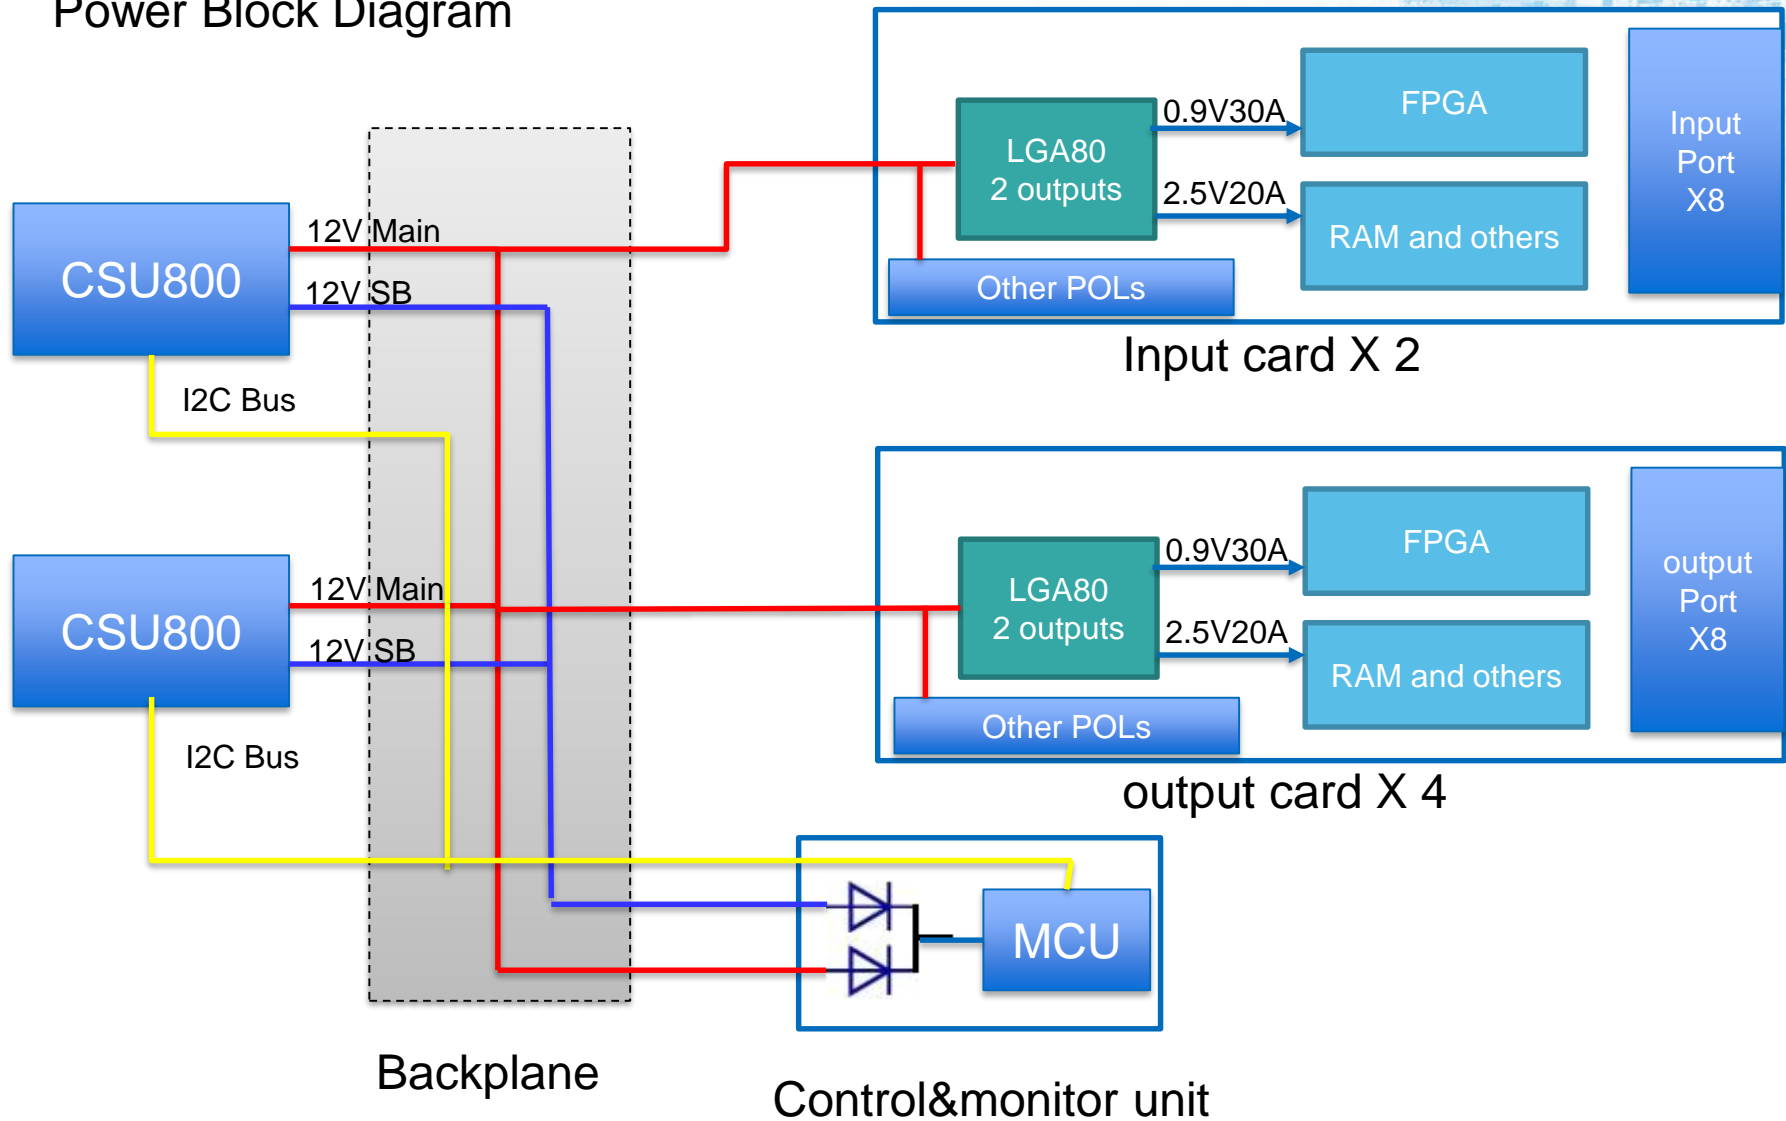 Power Block Diagram
CSU800
12V Main
12V SB
I2C Bus
CSU800
12V Main
12V SB
I2C Bus
Backplane
LGA80
2 outputs
0.9V30A
2.5V20A
FPGA
RAM and others
Other POLs
Input
Port
X8
Input card X 2
LGA80
2 outputs
0.9V30A
2.5V20A
FPGA
RAM and others
Other POLs
output
Port
X8
output card X 4
MCU
Control&monitor unit